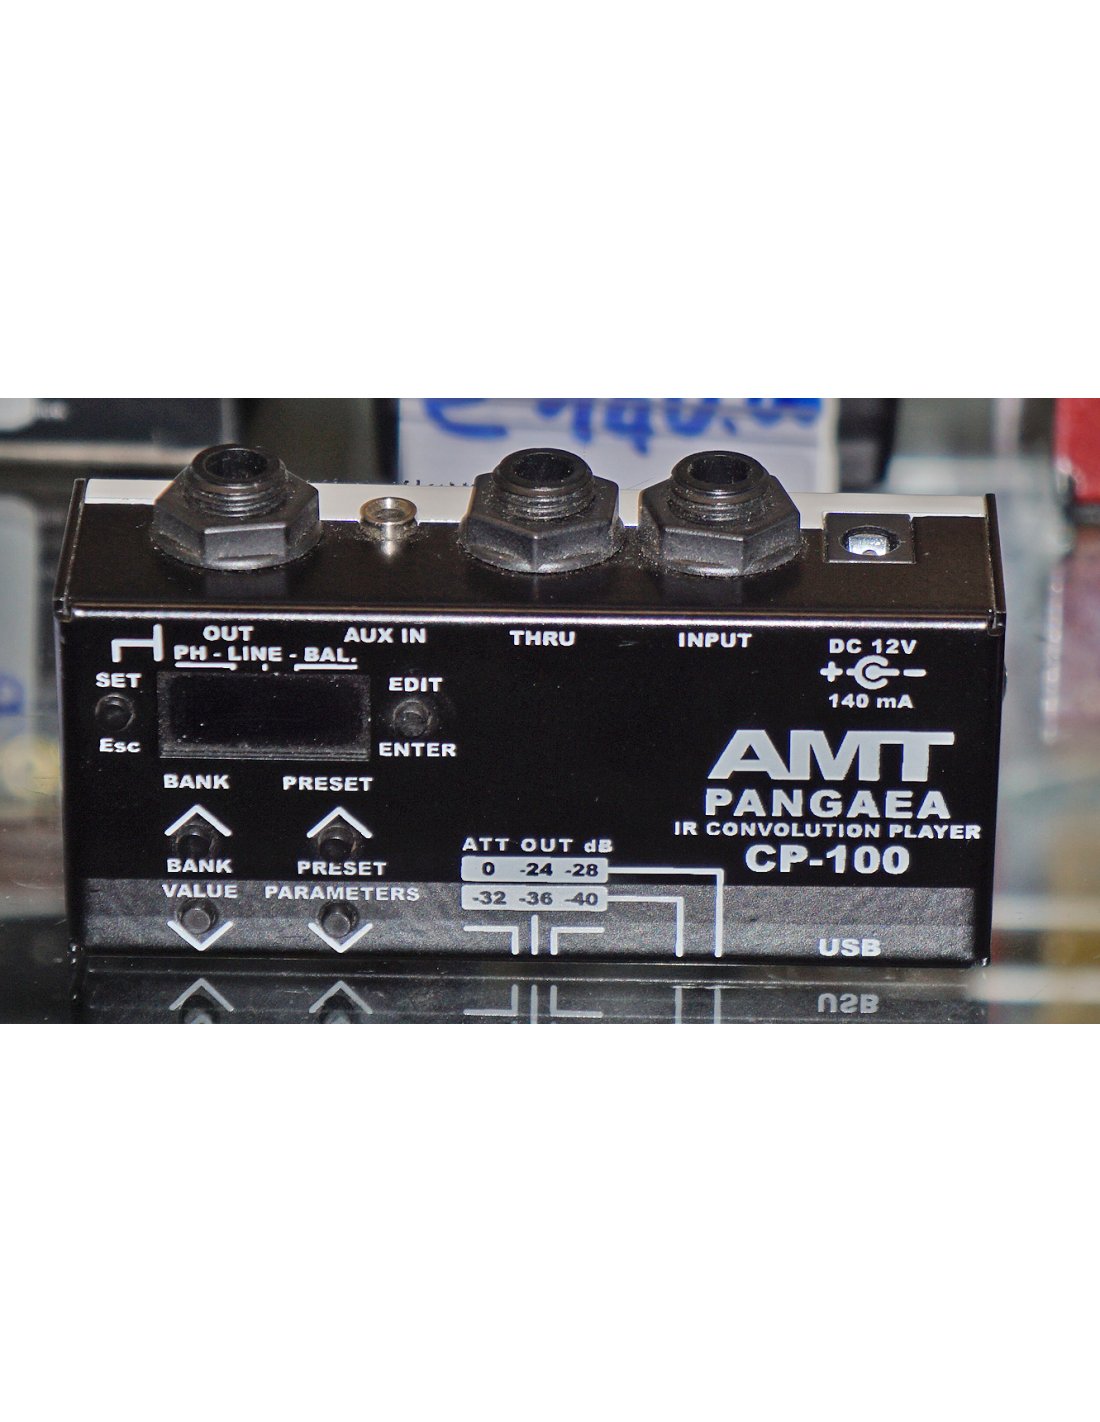 € 940.00
OUT
AUX IN
THRU
INPUT
DC 12V
PH - LINE - BAL.
+ -
140 mA
SET
EDIT
Esc
ENTER
AMT
PANGAEA
IR CONVOLUTION PLAYER
CP-100
BANK
PRESET
BANK
PRESET
VALUE
PARAMETERS
ATT OUT dB
0 -24 -28
-32 -36 -40
USB